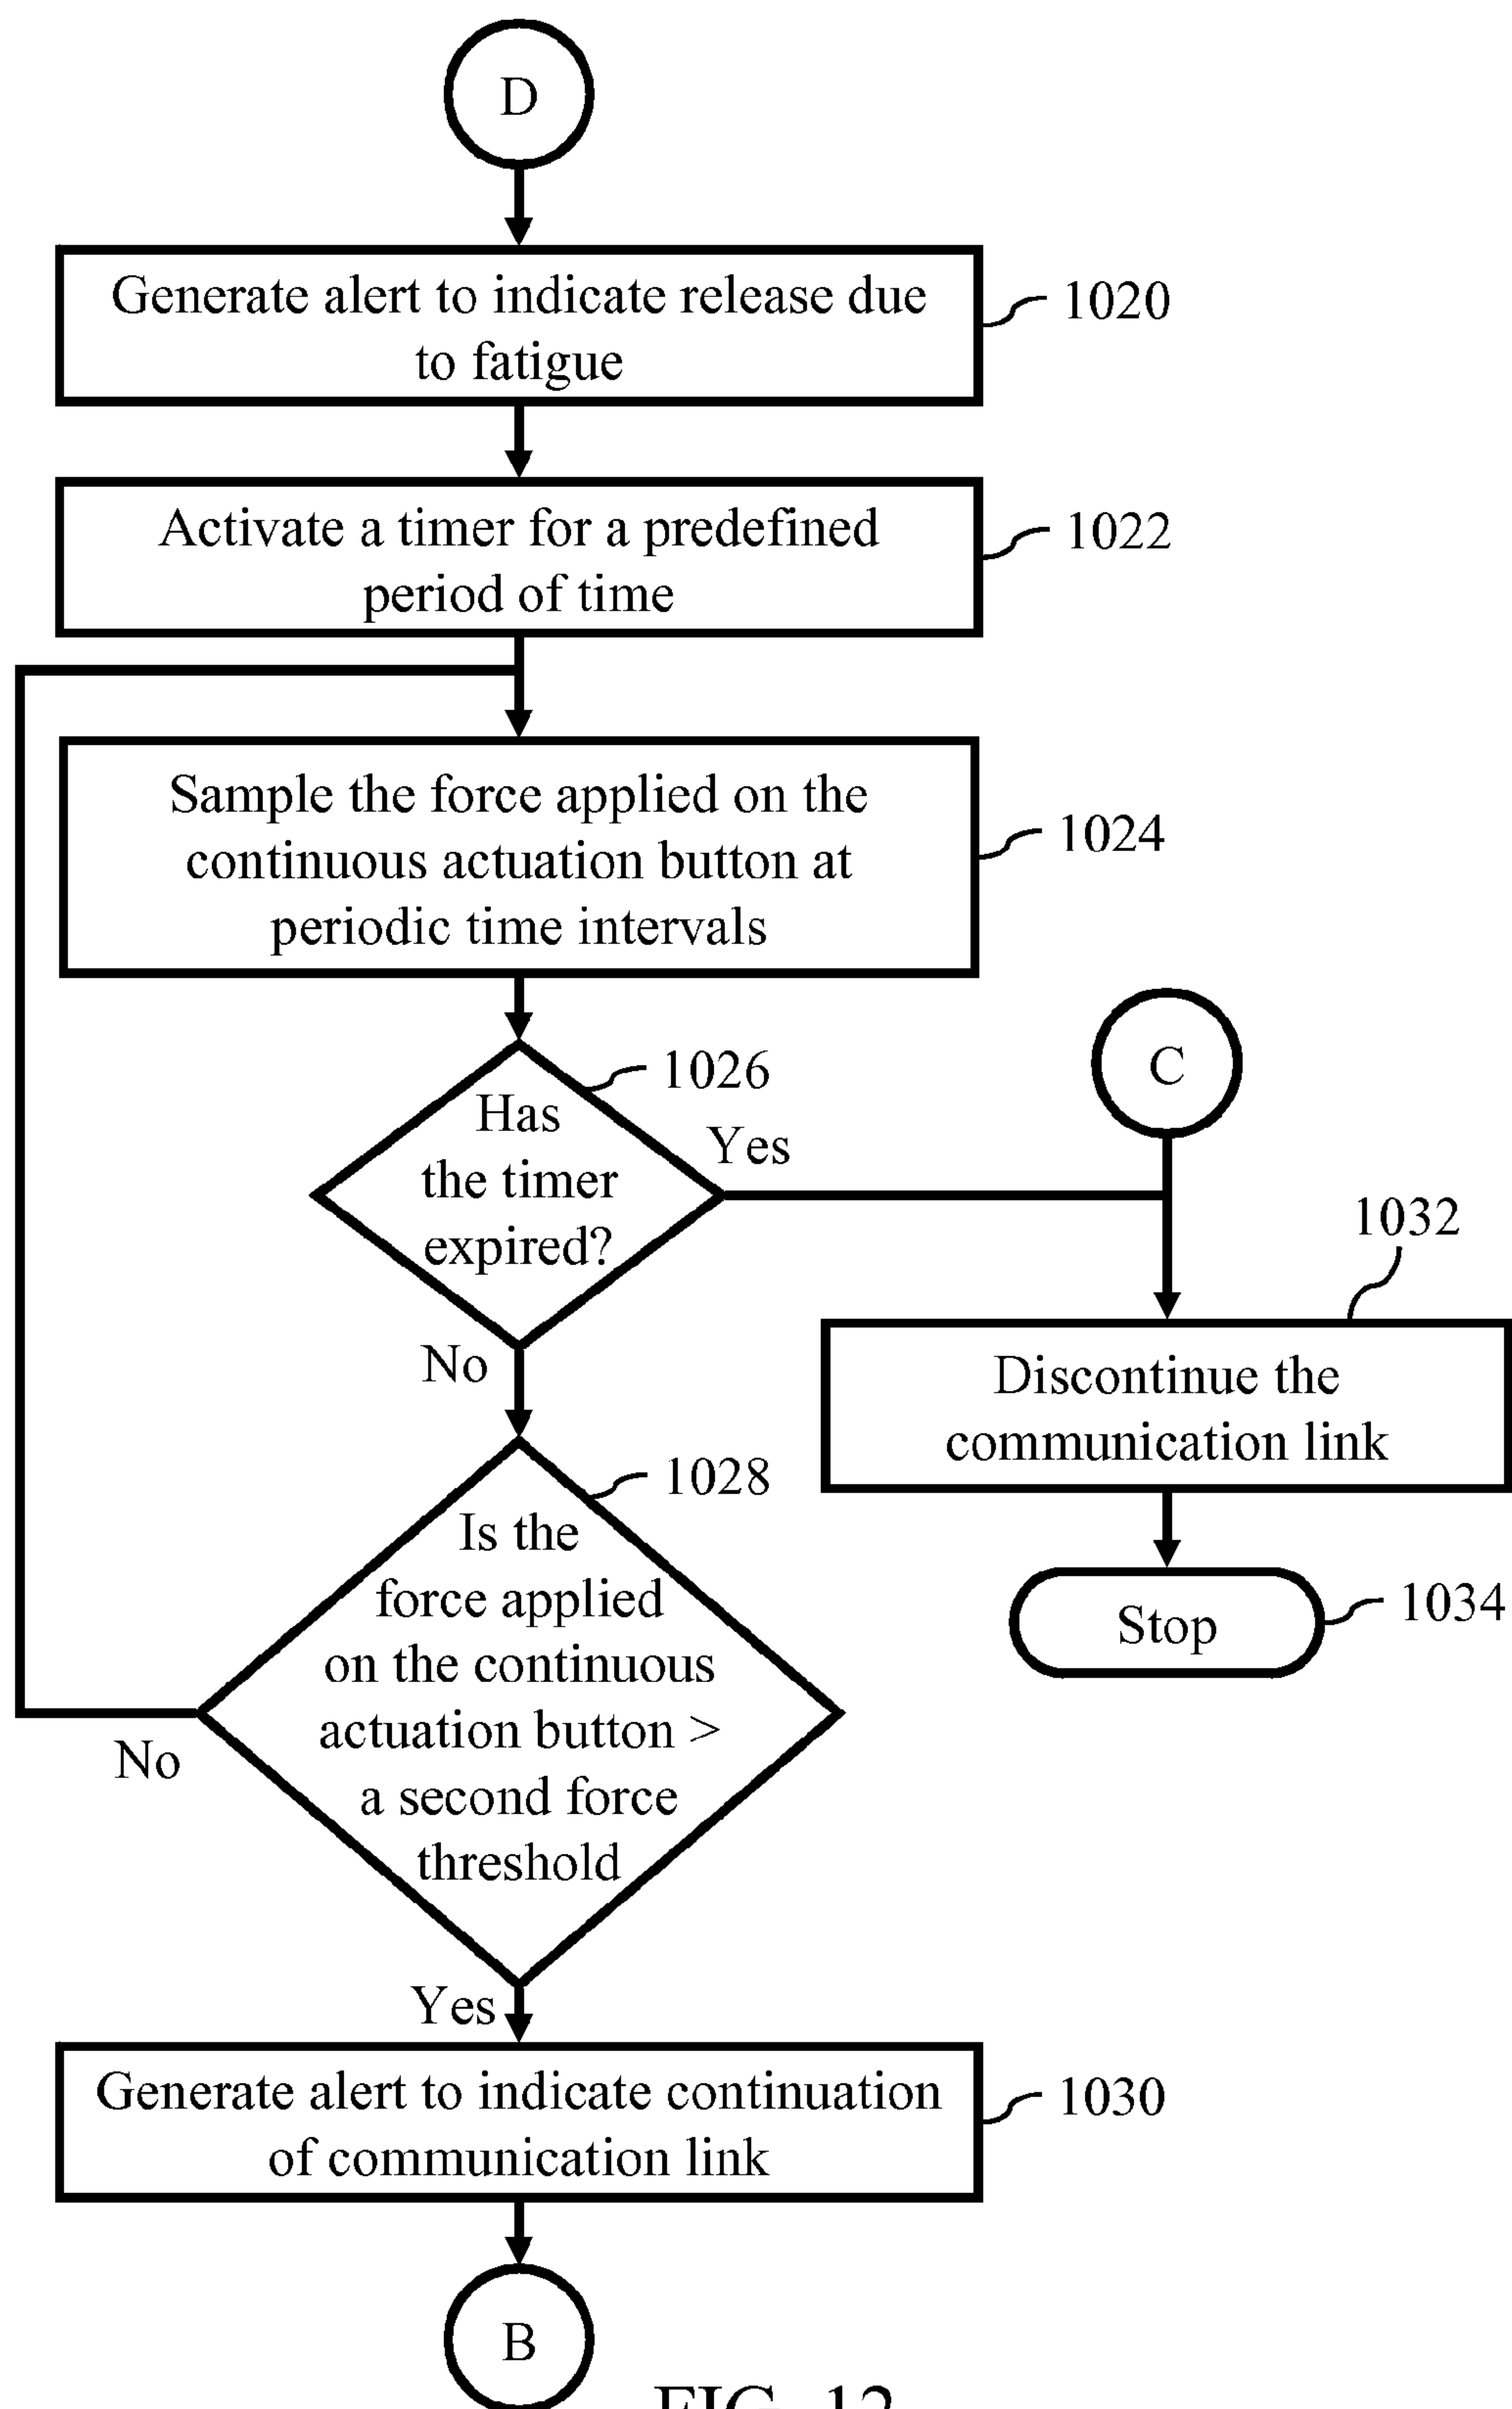 D
Generate alert to indicate release due
to fatigue
1020
Activate a timer for a predefined
period of time
1022
Sample the force applied on the
continuous actuation button at
periodic time intervals
1024
C
1026
Has
the timer
expired?
Yes
No
1032
Discontinue the
communication link
1028
Is the
force applied
on the continuous
actuation button >
a second force
threshold
No
Yes
Stop
1034
Generate alert to indicate continuation
of communication link
1030
B
FIG. 12